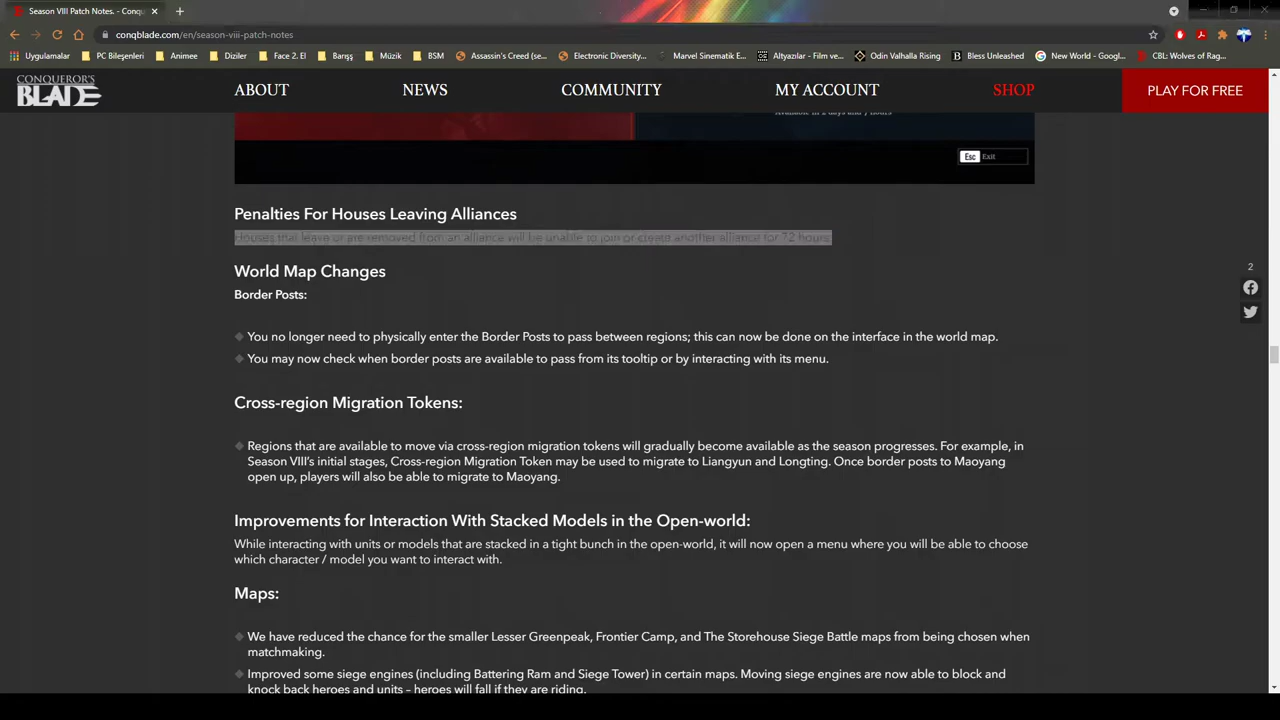 Season VIII Patch Notes. - Conqu
conqblade.com/en/season-viii-patch-notes
Uygulamalar PC Bileşenleri Animee Diziler Face 2. El Barışş Müzik BSM Assassin's Creed (se... Electronic Diversity... Marvel Sinematik E... Altyazılar - Film ve... Odin Valhalla Rising Bless Unleashed New World - Googl... CBL: Wolves of Rag...
CONQUEROR'S
BLADE
ABOUT NEWS COMMUNITY MY ACCOUNT SHOP PLAY FOR FREE
Available in 2 days and 7 hours
Esc Exit
Penalties For Houses Leaving Alliances
Houses that leave or are removed from an alliance will be unable to join or create another alliance for 72 hours.
World Map Changes
2
Border Posts:
You no longer need to physically enter the Border Posts to pass between regions; this can now be done on the interface in the world map.
You may now check when border posts are available to pass from its tooltip or by interacting with its menu.
Cross-region Migration Tokens:
Regions that are available to move via cross-region migration tokens will gradually become available as the season progresses. For example, in
Season VIII's initial stages, Cross-region Migration Token may be used to migrate to Liangyun and Longting. Once border posts to Maoyang
open up, players will also be able to migrate to Maoyang.
Improvements for Interaction With Stacked Models in the Open-world:
While interacting with units or models that are stacked in a tight bunch in the open-world, it will now open a menu where you will be able to choose
which character / model you want to interact with.
Maps:
We have reduced the chance for the smaller Lesser Greenpeak, Frontier Camp, and The Storehouse Siege Battle maps from being chosen when
matchmaking.
Improved some siege engines (including Battering Ram and Siege Tower) in certain maps. Moving siege engines are now able to block and
knock back heroes and units – heroes will fall if they are riding.